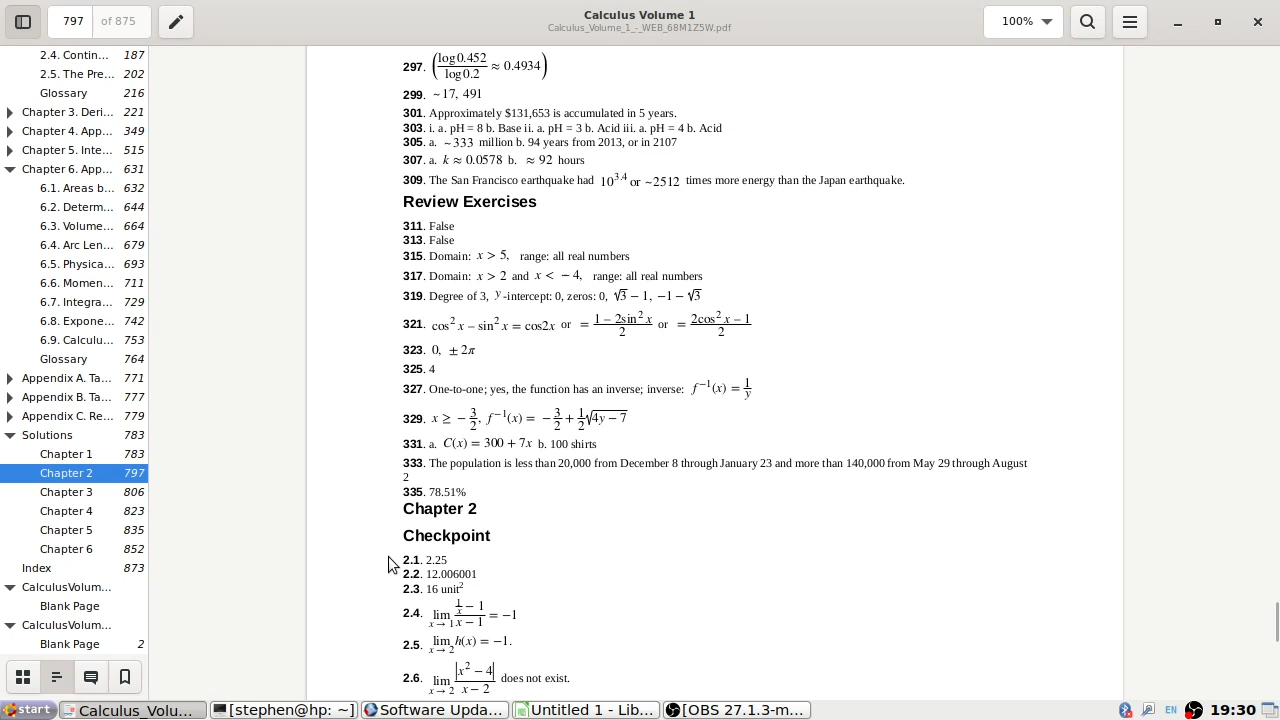 797 of 875
Calculus Volume 1
Calculus_Volume_1_-_WEB_68M1Z5W.pdf
100%
2.4. Contin... 187
2.5. The Pre... 202
Glossary 216
Chapter 3. Deri... 221
Chapter 4. App... 349
Chapter 5. Inte... 515
Chapter 6. App... 631
6.1. Areas b... 632
6.2. Determ... 644
6.3. Volume... 664
6.4. Arc Len... 679
6.5. Physica... 693
6.6. Momen... 711
6.7. Integra... 729
6.8. Expone... 742
6.9. Calculu... 753
Glossary 764
Appendix A. Ta... 771
Appendix B. Ta... 777
Appendix C. Re... 779
Solutions 783
Chapter 1 783
Chapter 2 797
Chapter 3 806
Chapter 4 823
Chapter 5 835
Chapter 6 852
Index 873
CalculusVolum...
Blank Page
CalculusVolum...
Blank Page 2
297. (log 0.452 / log 0.2 ≈ 0.4934)
299. ~17, 491
301. Approximately $131,653 is accumulated in 5 years.
303. i. a. pH = 8 b. Base ii. a. pH = 3 b. Acid iii. a. pH = 4 b. Acid
305. a. ~333 million b. 94 years from 2013, or in 2107
307. a. k ≈ 0.0578 b. ≈ 92 hours
309. The San Francisco earthquake had 10^3.4 or ~2512 times more energy than the Japan earthquake.
Review Exercises
311. False
313. False
315. Domain: x > 5, range: all real numbers
317. Domain: x > 2 and x < − 4, range: all real numbers
319. Degree of 3, y-intercept: 0, zeros: 0, √3 − 1, −1 − √3
321. cos² x − sin² x = cos2x or = (1 − 2sin² x)/2 or = (2cos² x − 1)/2
323. 0, ± 2π
325. 4
327. One-to-one; yes, the function has an inverse; inverse: f⁻¹(x) = 1/y
329. x ≥ − 3/2, f⁻¹(x) = − 3/2 + 1/2√(4y − 7)
331. a. C(x) = 300 + 7x b. 100 shirts
333. The population is less than 20,000 from December 8 through January 23 and more than 140,000 from May 29 through August
2
335. 78.51%
Chapter 2
Checkpoint
2.1. 2.25
2.2. 12.006001
2.3. 16 unit²
2.4. lim x → 1 (1/x − 1)/(x − 1) = −1
2.5. lim x → 2 h(x) = −1.
2.6. lim x → 2 |x² − 4|/(x − 2) does not exist.
start
Calculus_Volu...
[stephen@hp: ~]
Software Upda...
Untitled 1 - Lib...
[OBS 27.1.3-m...
EN
19:30